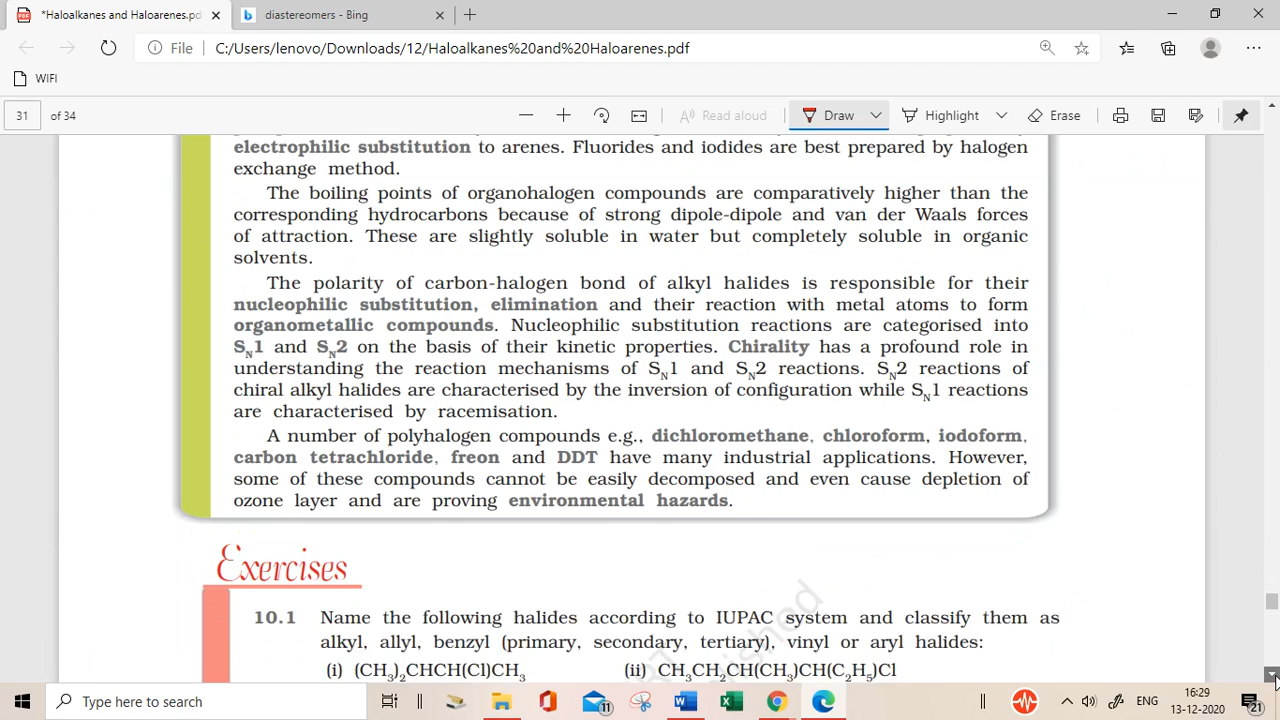 *Haloalkanes and Haloarenes.pd
diastereomers - Bing
File C:/Users/lenovo/Downloads/12/Haloalkanes%20and%20Haloarenes.pdf
WIFI
31 of 34
Read aloud Draw Highlight Erase
electrophilic substitution to arenes. Fluorides and iodides are best prepared by halogen
exchange method.
The boiling points of organohalogen compounds are comparatively higher than the
corresponding hydrocarbons because of strong dipole-dipole and van der Waals forces
of attraction. These are slightly soluble in water but completely soluble in organic
solvents.
The polarity of carbon-halogen bond of alkyl halides is responsible for their
nucleophilic substitution, elimination and their reaction with metal atoms to form
organometallic compounds. Nucleophilic substitution reactions are categorised into
SN1 and SN2 on the basis of their kinetic properties. Chirality has a profound role in
understanding the reaction mechanisms of SN1 and SN2 reactions. SN2 reactions of
chiral alkyl halides are characterised by the inversion of configuration while SN1 reactions
are characterised by racemisation.
A number of polyhalogen compounds e.g., dichloromethane, chloroform, iodoform,
carbon tetrachloride, freon and DDT have many industrial applications. However,
some of these compounds cannot be easily decomposed and even cause depletion of
ozone layer and are proving environmental hazards.
Exercises
10.1 Name the following halides according to IUPAC system and classify them as
alkyl, allyl, benzyl (primary, secondary, tertiary), vinyl or aryl halides:
(i) (CH3)2CHCH(Cl)CH3 (ii) CH3CH2CH(CH3)CH(C2H5)Cl
Type here to search
11
ENG
16:29
13-12-2020
21